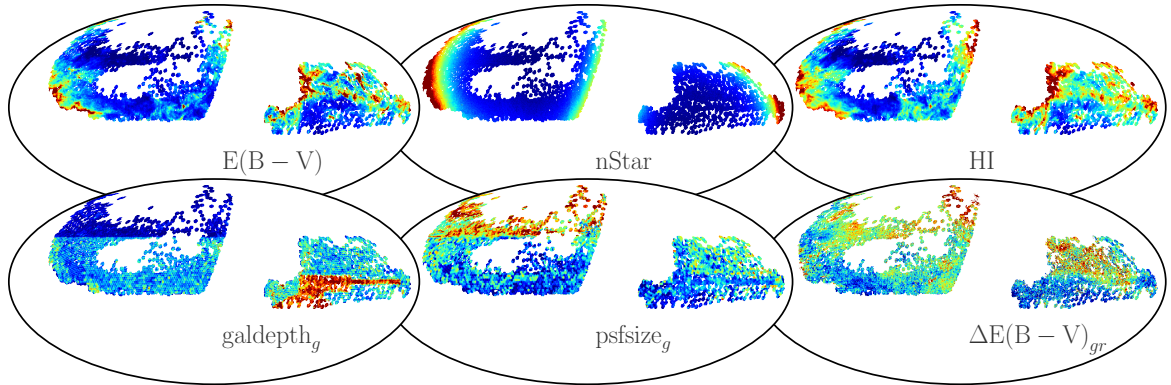 E(B − V)
nStar
HI
galdepth_g
psfsize_g
ΔE(B − V)_gr